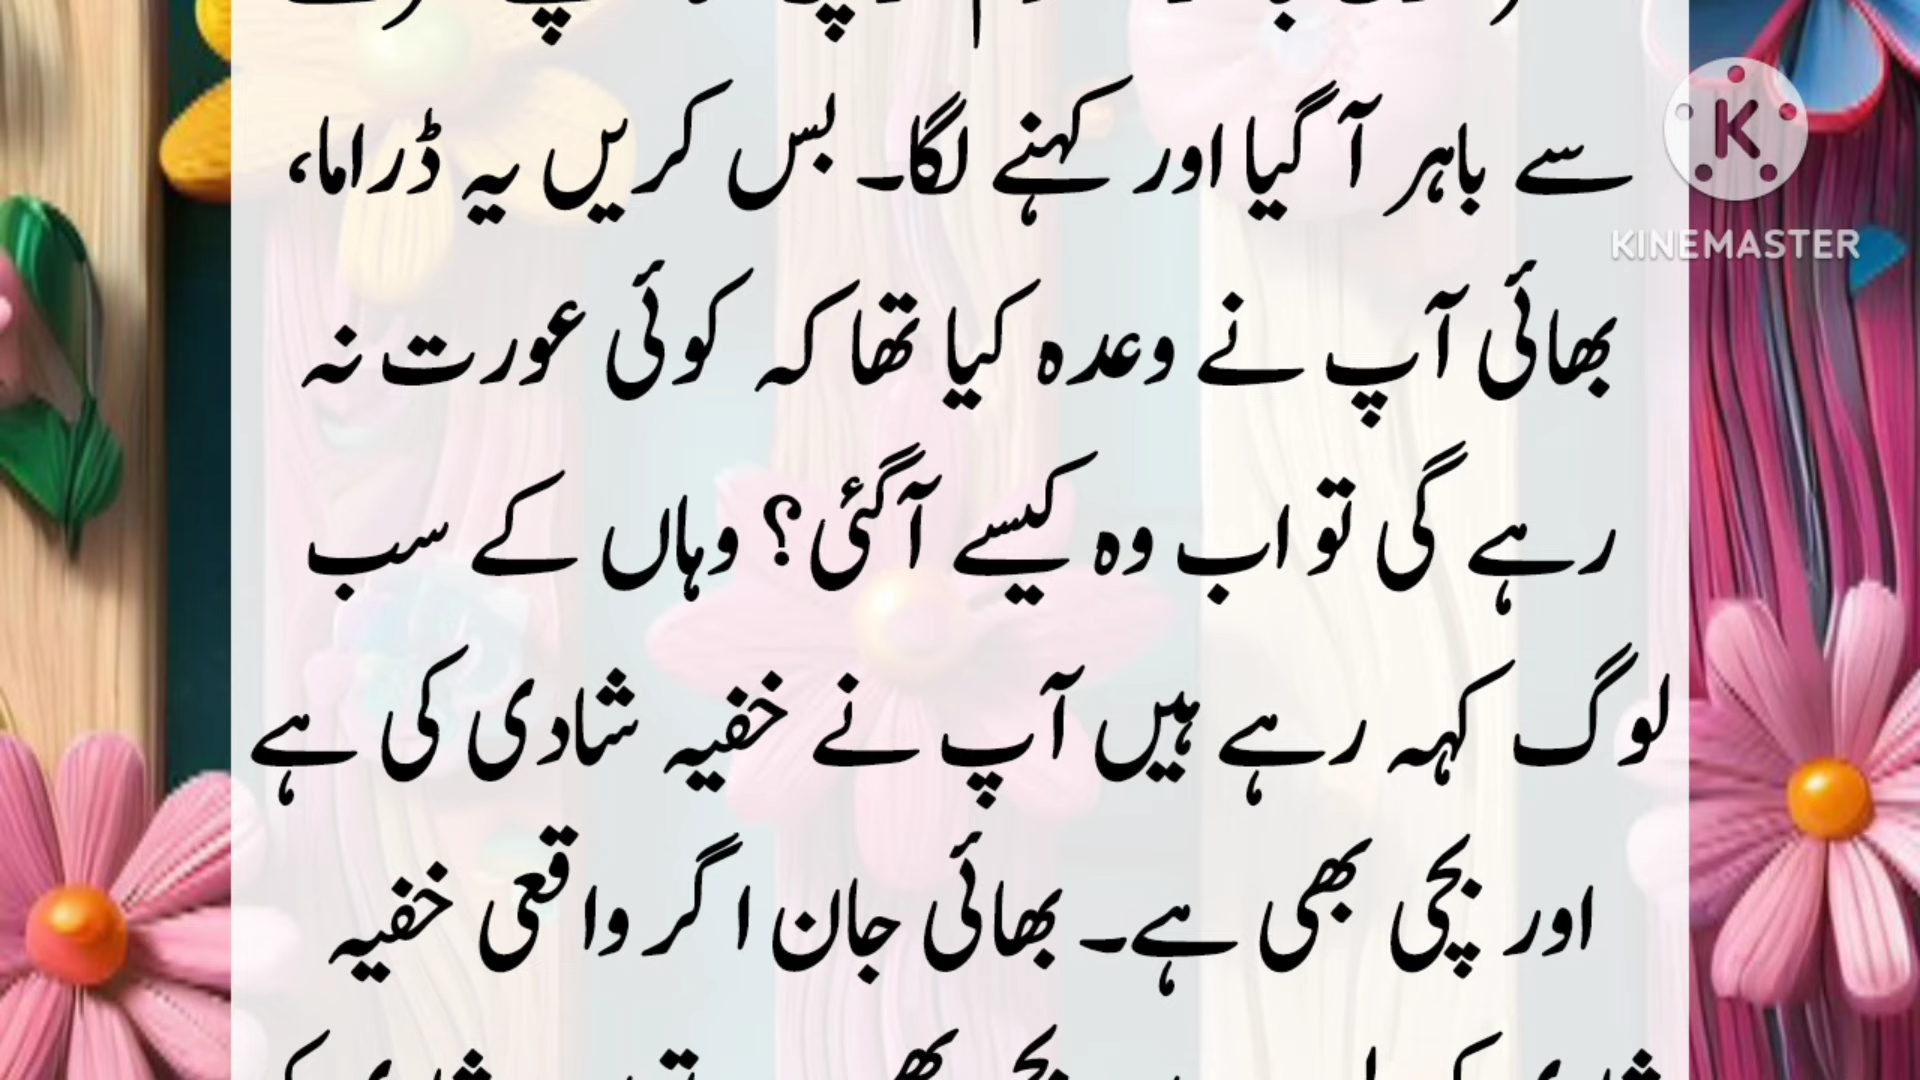 سے باہر آ گیا اور کہنے لگا۔ بس کریں یہ ڈراما،
بھائی آپ نے وعدہ کیا تھا کہ کوئی عورت نہ
رہے گی تو اب وہ کیسے آ گئی؟ وہاں کے سب
لوگ کہہ رہے ہیں آپ نے خفیہ شادی کی ہے
اور بچی بھی ہے۔ بھائی جان اگر واقعی خفیہ
K
KINEMASTER